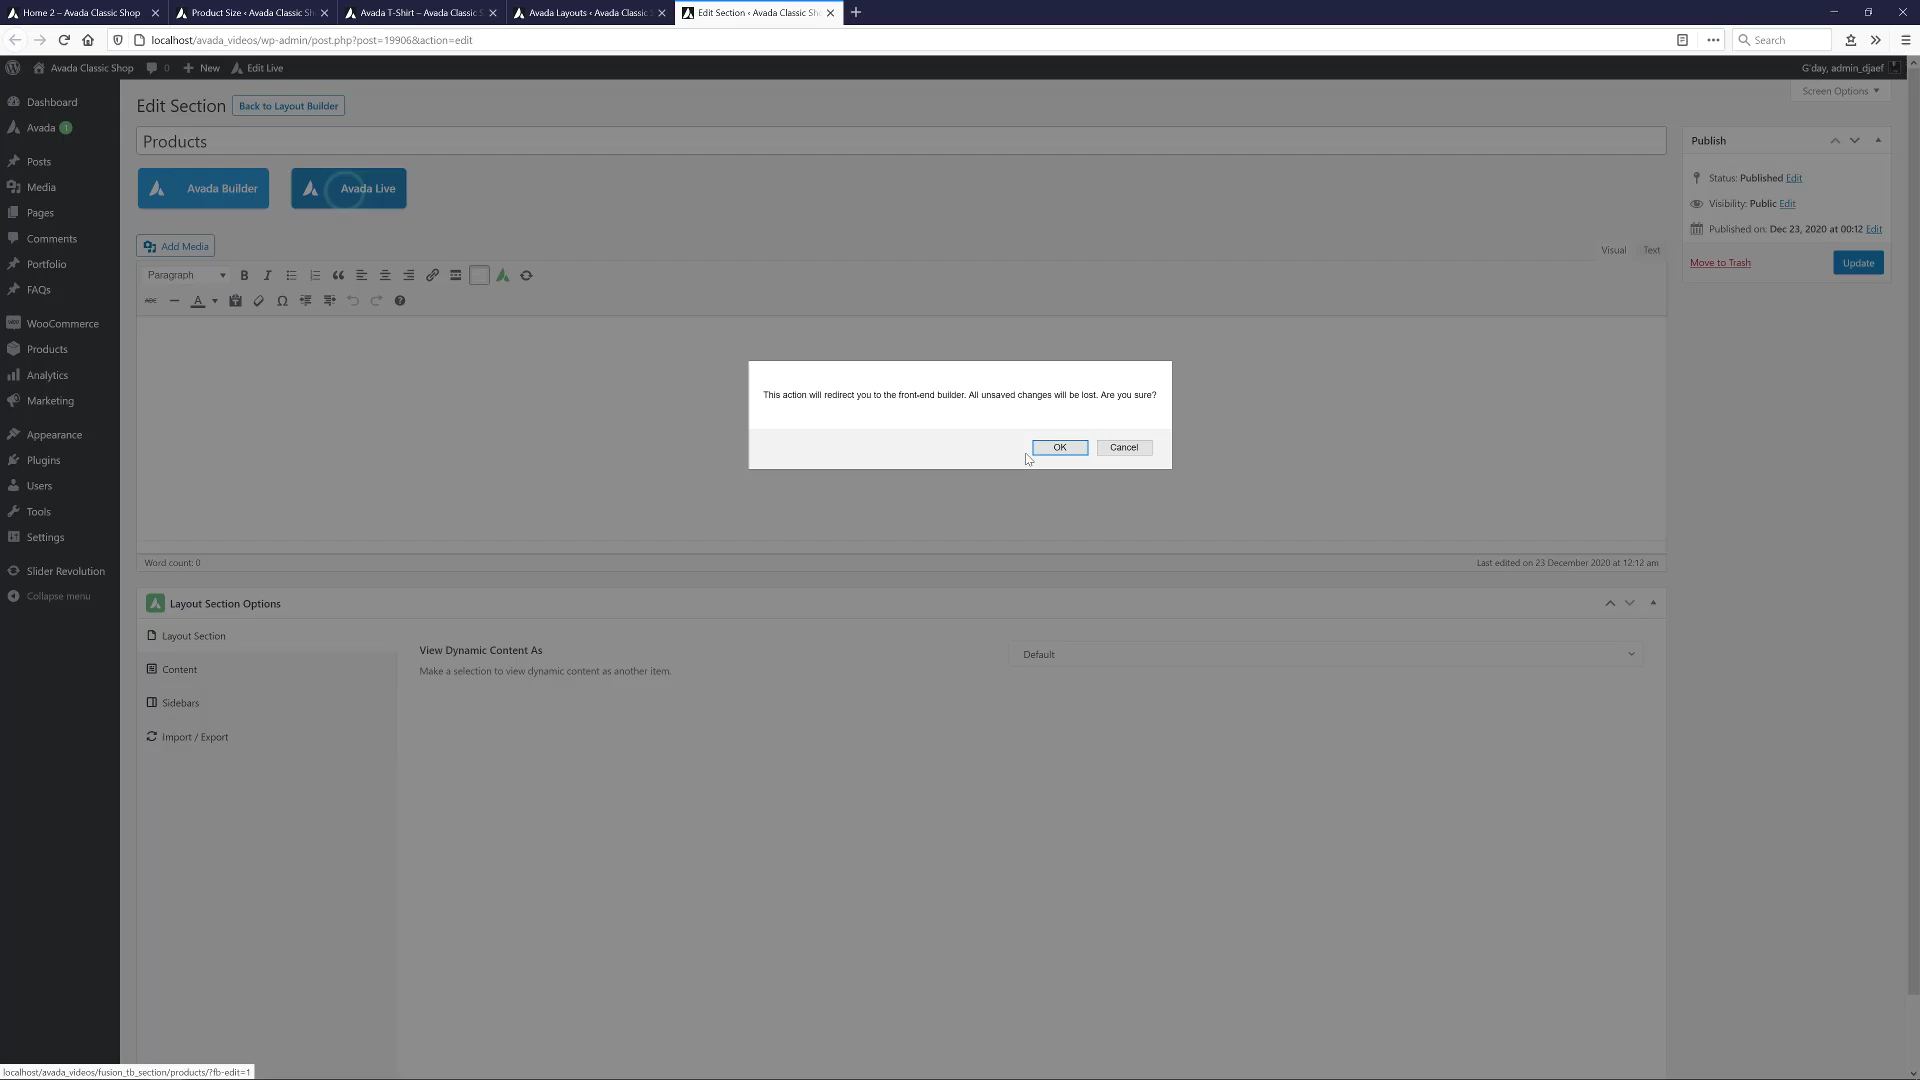 Home 2 – Avada Classic Shop
Product Size ‹ Avada Classic Sh
Avada T-Shirt – Avada Classic S
Avada Layouts ‹ Avada Classic S
Edit Section ‹ Avada Classic Sho
localhost/avada_videos/wp-admin/post.php?post=19906&action=edit
Search
Avada Classic Shop
0
New
Edit Live
G'day, admin_djaef
Dashboard
Avada 1
Posts
Media
Pages
Comments
Portfolio
FAQs
WooCommerce
Products
Analytics
Marketing
Appearance
Plugins
Users
Tools
Settings
Slider Revolution
Collapse menu
Screen Options
Edit Section
Back to Layout Builder
Products
Avada Builder
Avada Live
Add Media
Visual
Text
Paragraph
B
I
ABC
A
Ω
This action will redirect you to the front-end builder. All unsaved changes will be lost. Are you sure?
OK
Cancel
Word count: 0
Last edited on 23 December 2020 at 12:12 am
Publish
Status: Published Edit
Visibility: Public Edit
Published on: Dec 23, 2020 at 00:12 Edit
Move to Trash
Update
Layout Section Options
Layout Section
Content
Sidebars
Import / Export
View Dynamic Content As
Make a selection to view dynamic content as another item.
Default
localhost/avada_videos/fusion_tb_section/products/?fb-edit=1